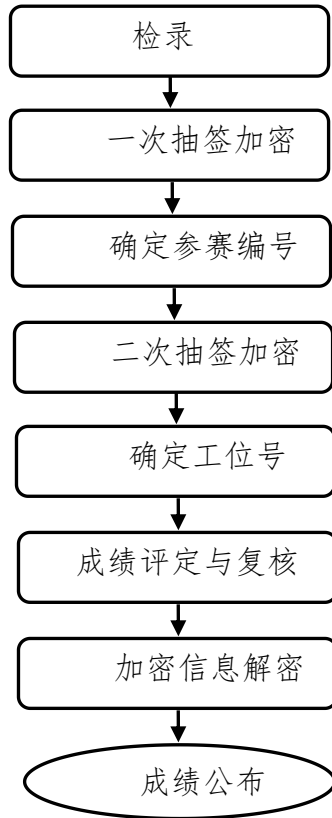 检录
一次抽签加密
确定参赛编号
二次抽签加密
确定工位号
成绩评定与复核
加密信息解密
成绩公布